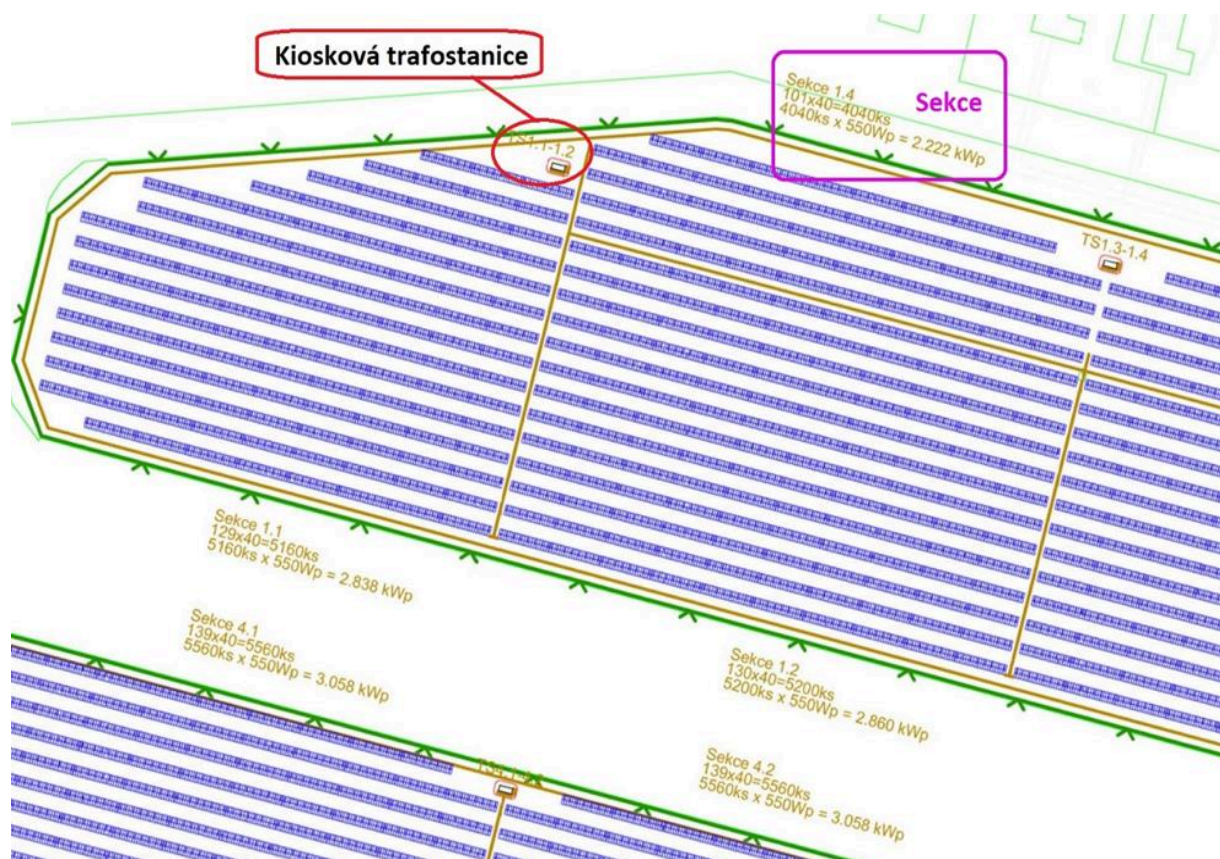 Kiosková trafostanice
Sekce 1.4
101x40=4040ks
4040ks x 550Wp = 2.222 kWp
Sekce
TS1.1-1.2
TS1.3-1.4
Sekce 1.1
129x40=5160ks
5160ks x 550Wp = 2.838 kWp
Sekce 4.1
139x40=5560ks
5560ks x 550Wp = 3.058 kWp
Sekce 1.2
130x40=5200ks
5200ks x 550Wp = 2.860 kWp
Sekce 4.2
139x40=5560ks
5560ks x 550Wp = 3.058 kWp